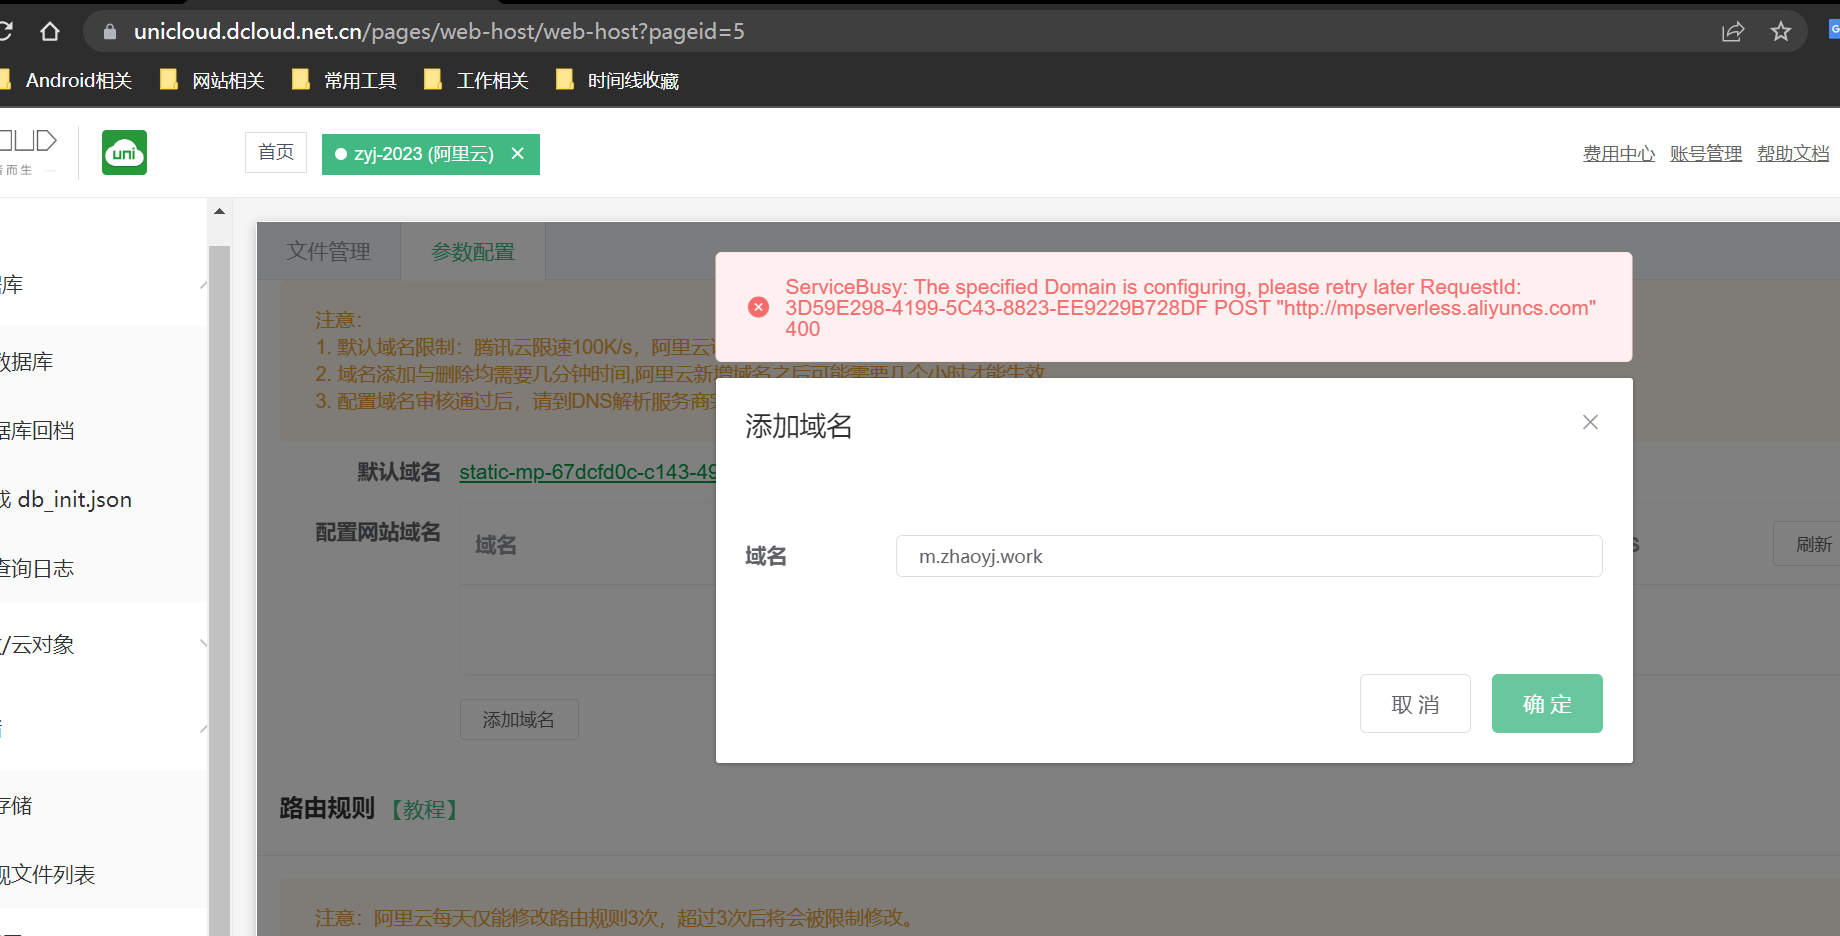 unicloud.dcloud.net.cn/pages/web-host/web-host?pageid=5
Android相关
网站相关
常用工具
工作相关
时间线收藏
而生
uni
首页
zyj-2023 (阿里云)
费用中心
账号管理
帮助文档
库
数据库
据库回档
db_init.json
查询日志
/云对象
存储
文件列表
文件管理
参数配置
注意：
1. 默认域名限制：腾讯云限速100K/s，阿里云
2. 域名添加与删除均需要几分钟时间,阿里云新增域名之后可能需要几个小时才能生效
3. 配置域名审核通过后，请到DNS解析服务商
默认域名
static-mp-67dcfd0c-c143-49
配置网站域名
域名
刷新
添加域名
ServiceBusy: The specified Domain is configuring, please retry later RequestId:
3D59E298-4199-5C43-8823-EE9229B728DF POST "http://mpserverless.aliyuncs.com"
400
添加域名
域名
m.zhaoyj.work
取 消
确 定
路由规则
【教程】
注意：阿里云每天仅能修改路由规则3次，超过3次后将会被限制修改。